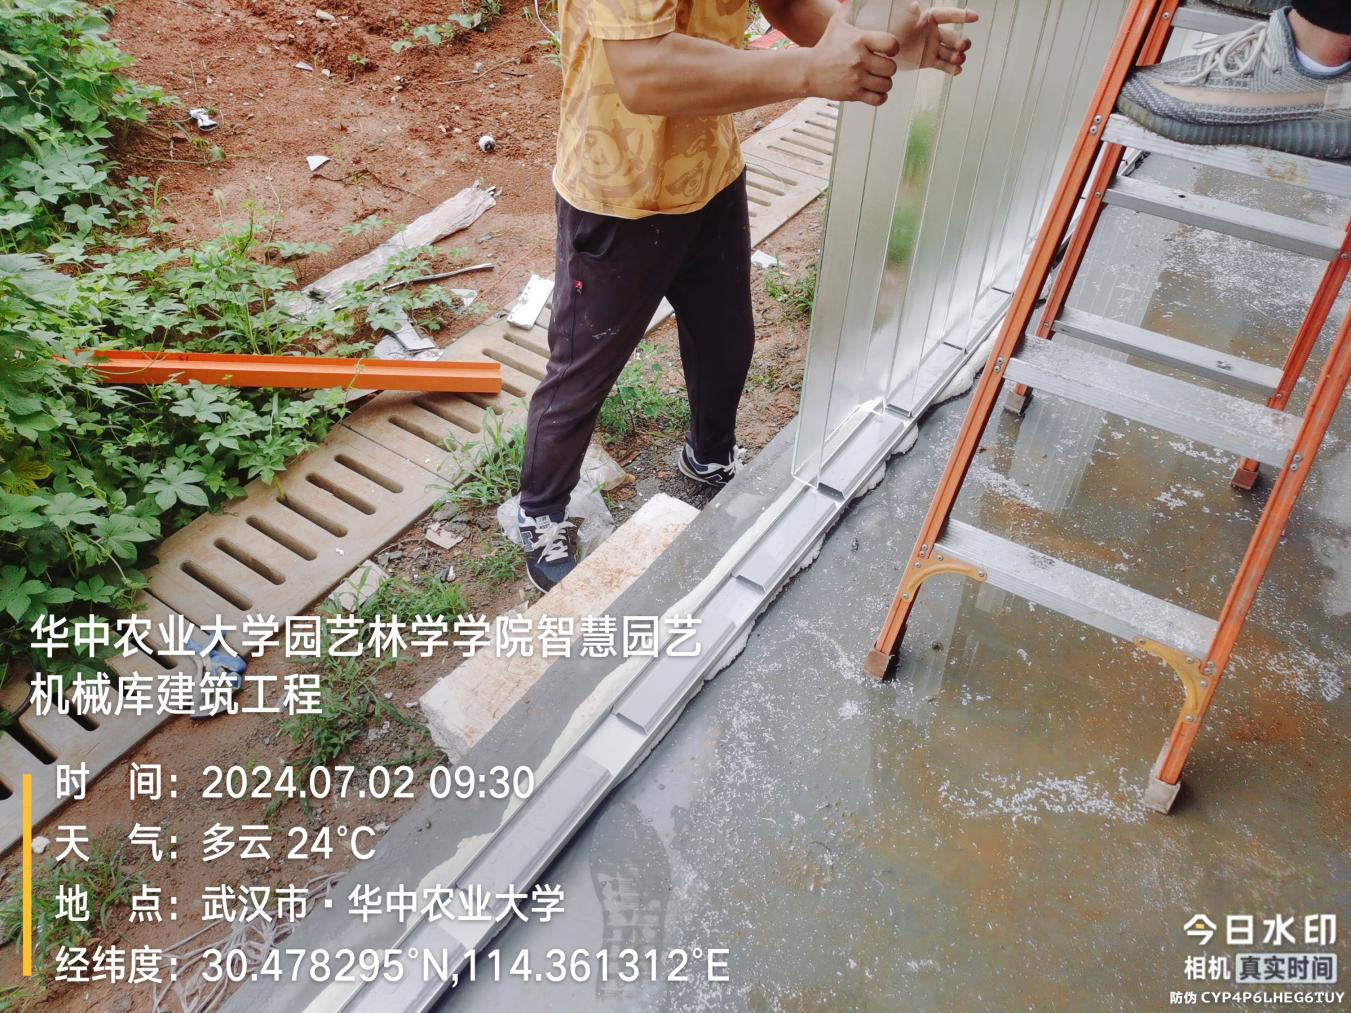 华中农业大学园艺林学学院智慧园艺
机械库建筑工程
时 间：2024.07.02 09:30
天 气：多云 24℃
地 点：武汉市·华中农业大学
经纬度：30.478295°N,114.361312°E
今日水印
相机 真实时间
防伪 CYP4P6LHEG6TUY